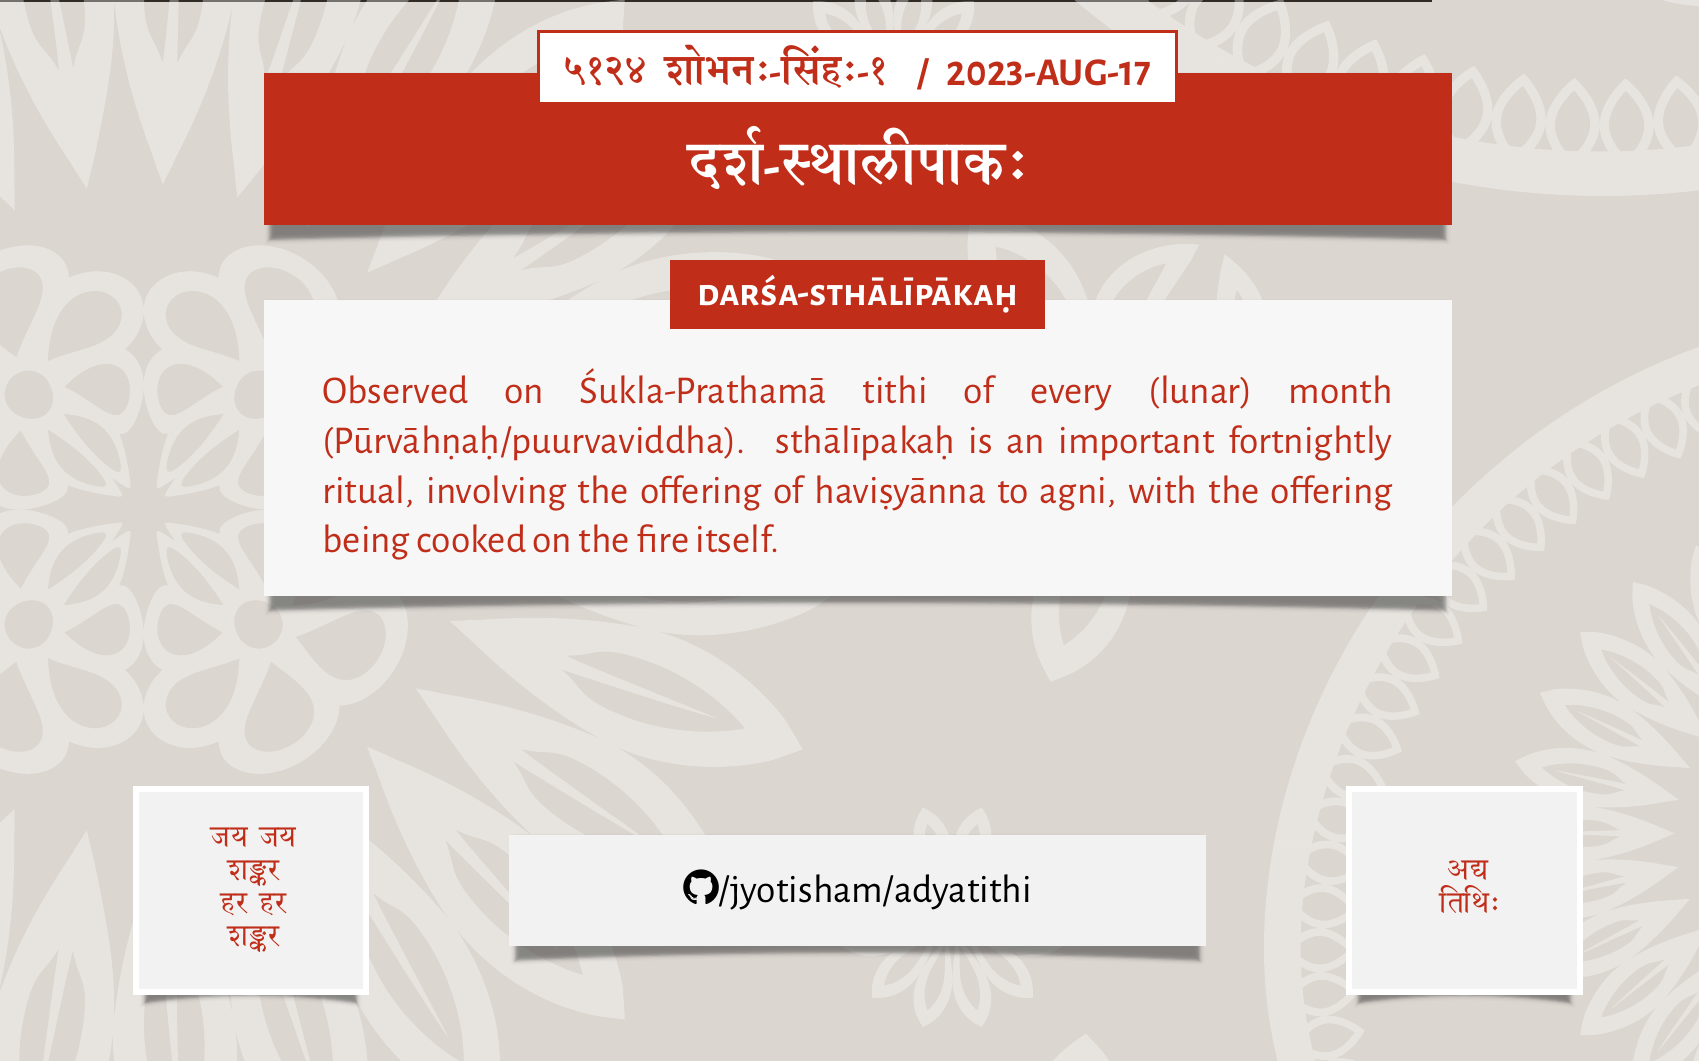 ५१२४ शोभनः-सिंहः-१ / 2023-AUG-17
दर्श-स्थालीपाकः
DARŚA-STHĀLĪPĀKAḤ
Observed on Śukla-Prathamā tithi of every (lunar) month
(Pūrvāhṇaḥ/puurvaviddha). sthālīpakaḥ is an important fortnightly
ritual, involving the offering of haviṣyānna to agni, with the offering
being cooked on the fire itself.
जय जय
शङ्कर
हर हर
शङ्कर
/jyotisham/adyatithi
अद्य
तिथिः